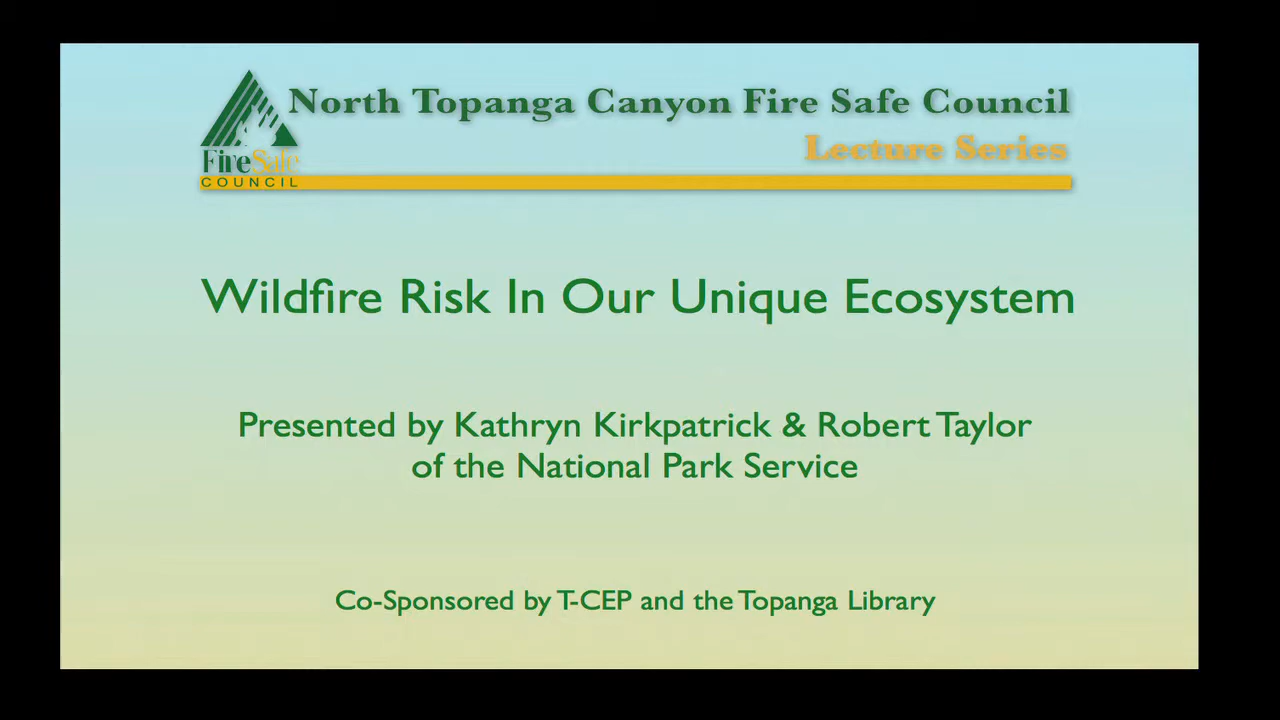 North Topanga Canyon Fire Safe Council
Lecture Series
FireSafe
COUNCIL
Wildfire Risk In Our Unique Ecosystem
Presented by Kathryn Kirkpatrick & Robert Taylor
of the National Park Service
Co-Sponsored by T-CEP and the Topanga Library